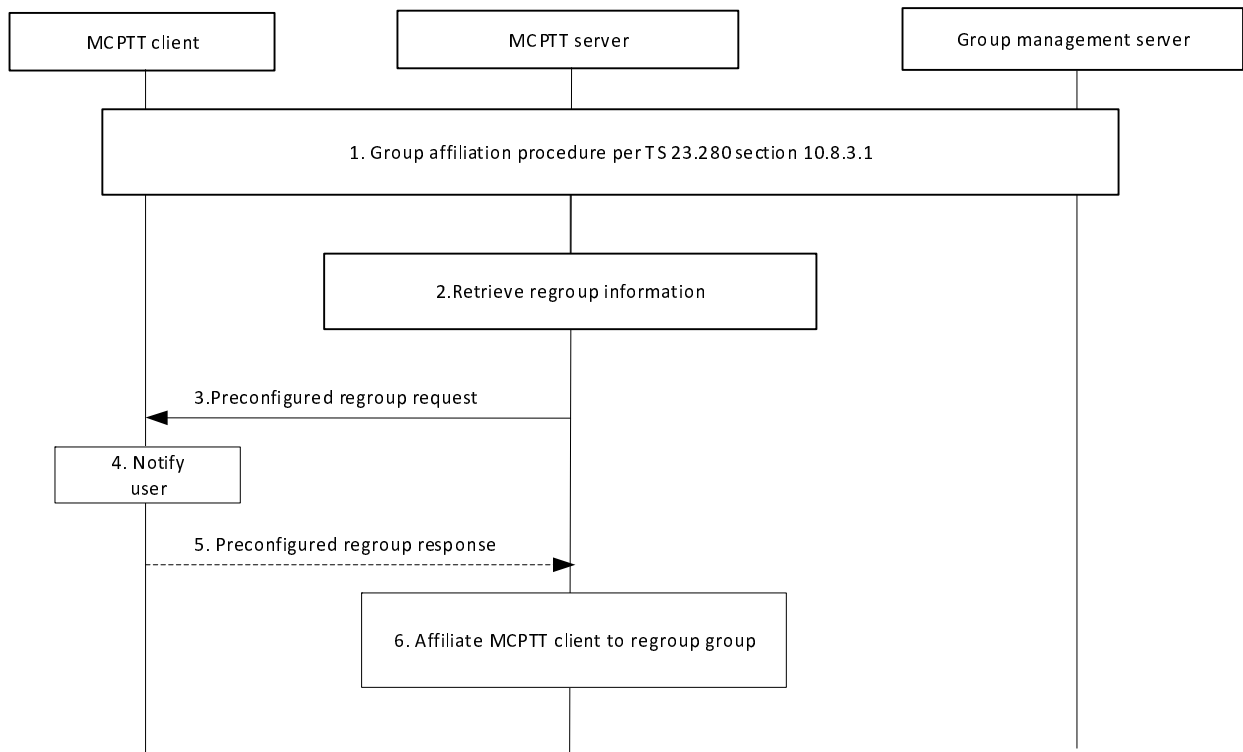 MCPTT client
MCPTT server
Group management server
1. Group affiliation procedure per TS 23.280 section 10.8.3.1
2.Retrieve regroup information
3.Preconfigured regroup request
4. Notify
user
5. Preconfigured regroup response
6. Affiliate MCPTT client to regroup group